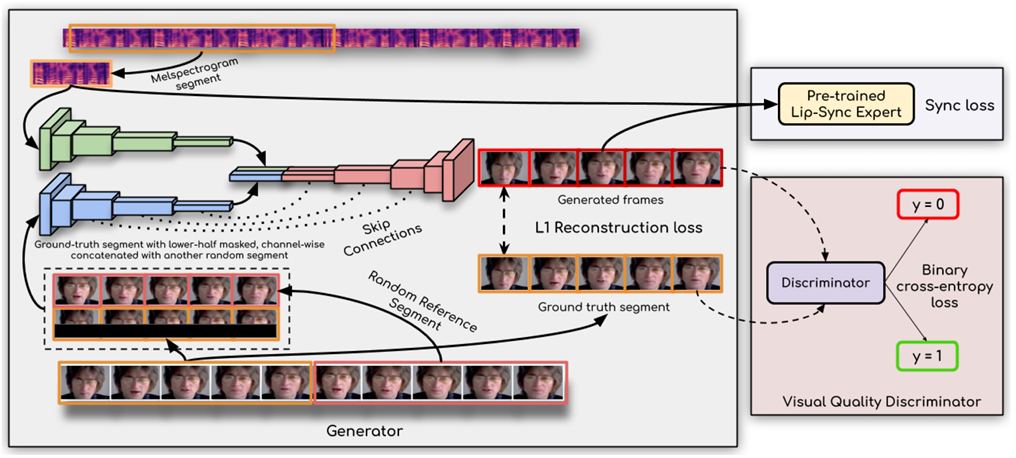 Melspectrogram
segment
Pre-trained
Lip-Sync Expert
Sync loss
Generated frames
L1 Reconstruction loss
Skip
Connections
Ground-truth segment with lower-half masked, channel-wise
concatenated with another random segment
Random Reference
Segment
Ground truth segment
y = 0
Discriminator
Binary
cross-entropy
loss
y = 1
Visual Quality Discriminator
Generator